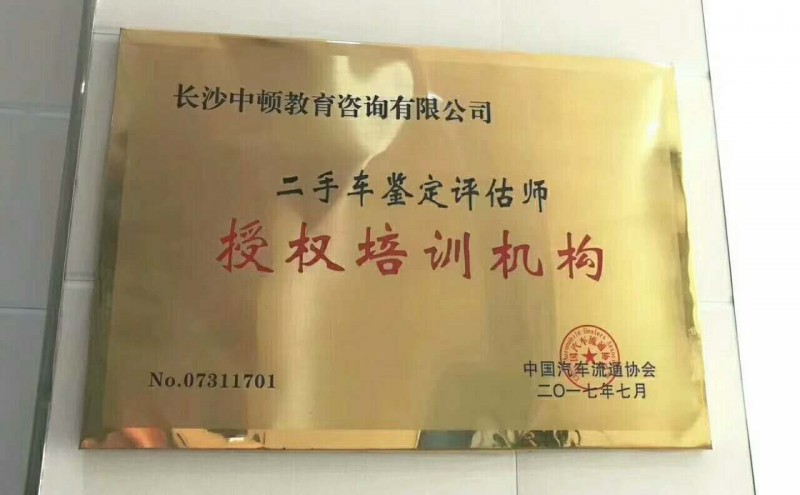 长沙中顿教育咨询有限公司
二手车鉴定评估师
授权培训机构
No.07311701
中国汽车流通协会
二〇一七年七月